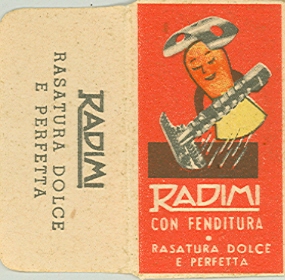 RADIMI
RASATURA DOLCE
E PERFETTA
RADIMI
CON FENDITURA
RASATURA DOLCE
E PERFETTA